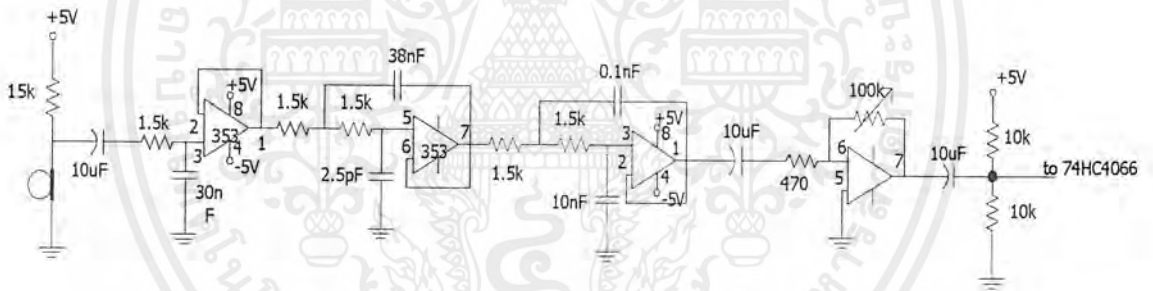 +5V
15k
10uF
1.5k
2
3
353
+5V
8
4
1
-5V
30n
F
1.5k
1.5k
38nF
2.5pF
5
6
353
7
1.5k
1.5k
0.1nF
10nF
3
2
+5V
8
1
4
-5V
10uF
470
100k
6
5
7
10uF
+5V
10k
10k
to 74HC4066